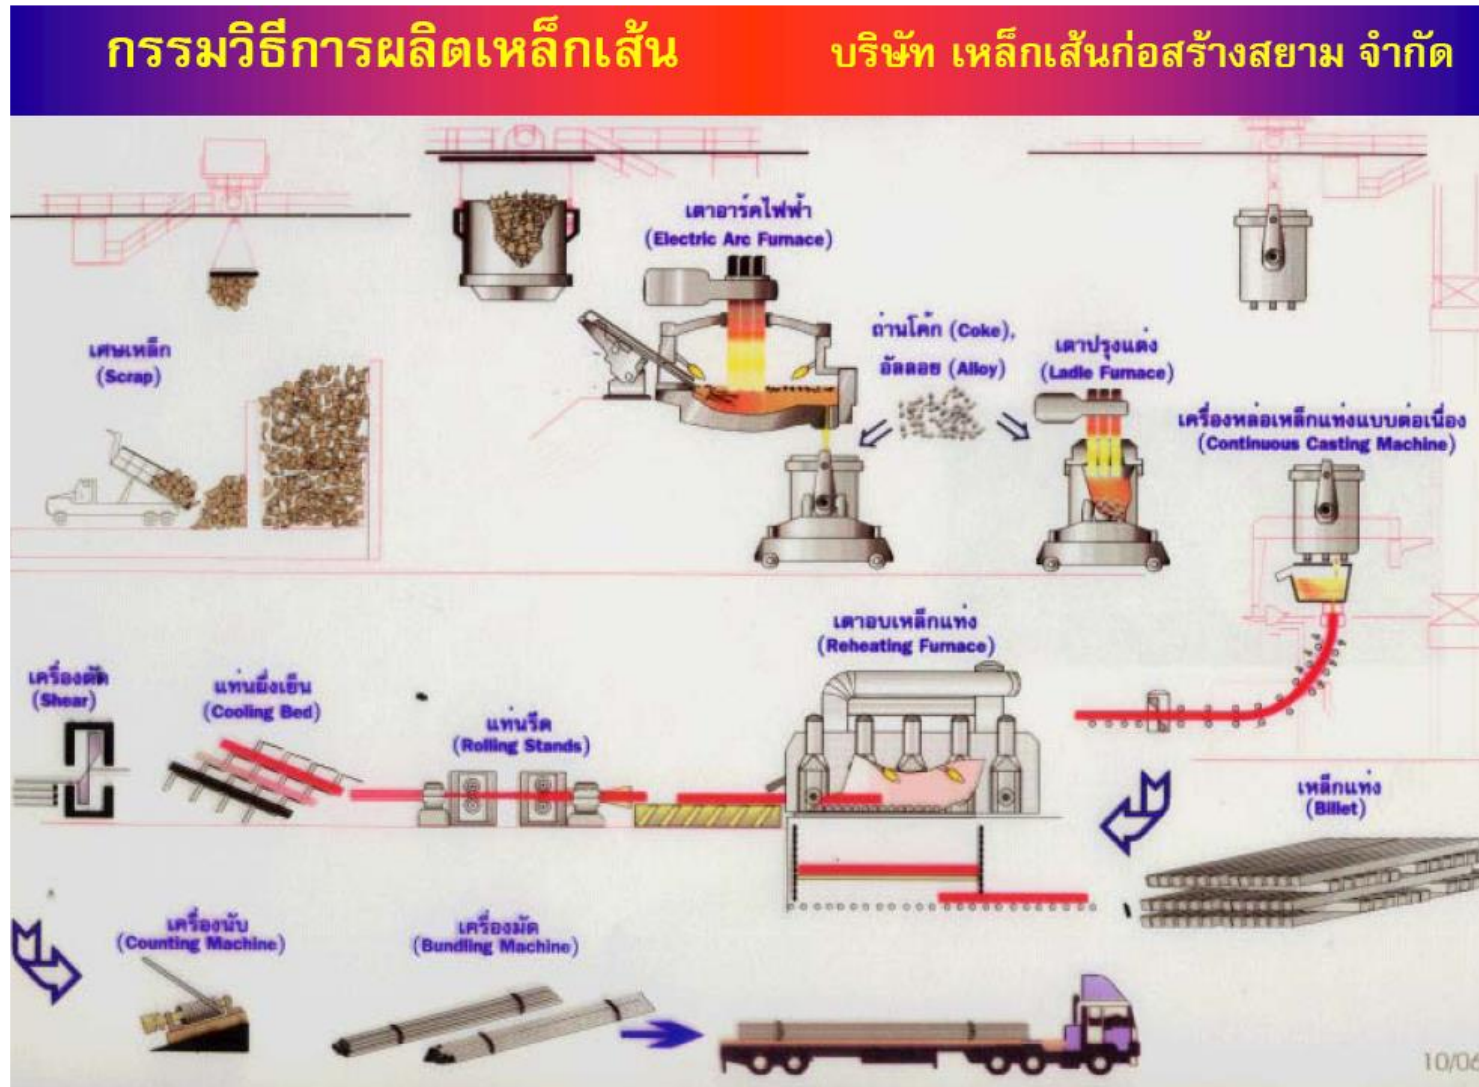 กรรมวิธีการผลิตเหล็กเส้น
บริษัท เหล็กเส้นก่อสร้างสยาม จำกัด
เตาอาร์คไฟฟ้า
(Electric Arc Furnace)
เศษเหล็ก
(Scrap)
ถ่านโค้ก (Coke),
อัลลอย (Alloy)
เตาปรุงแต่ง
(Ladle Furnace)
เครื่องหล่อเหล็กแท่งแบบต่อเนื่อง
(Continuous Casting Machine)
เครื่องตัด
(Shear)
แท่นผึ่งเย็น
(Cooling Bed)
แท่นรีด
(Rolling Stands)
เตาอบเหล็กแท่ง
(Reheating Furnace)
เหล็กแท่ง
(Billet)
เครื่องนับ
(Counting Machine)
เครื่องมัด
(Bundling Machine)